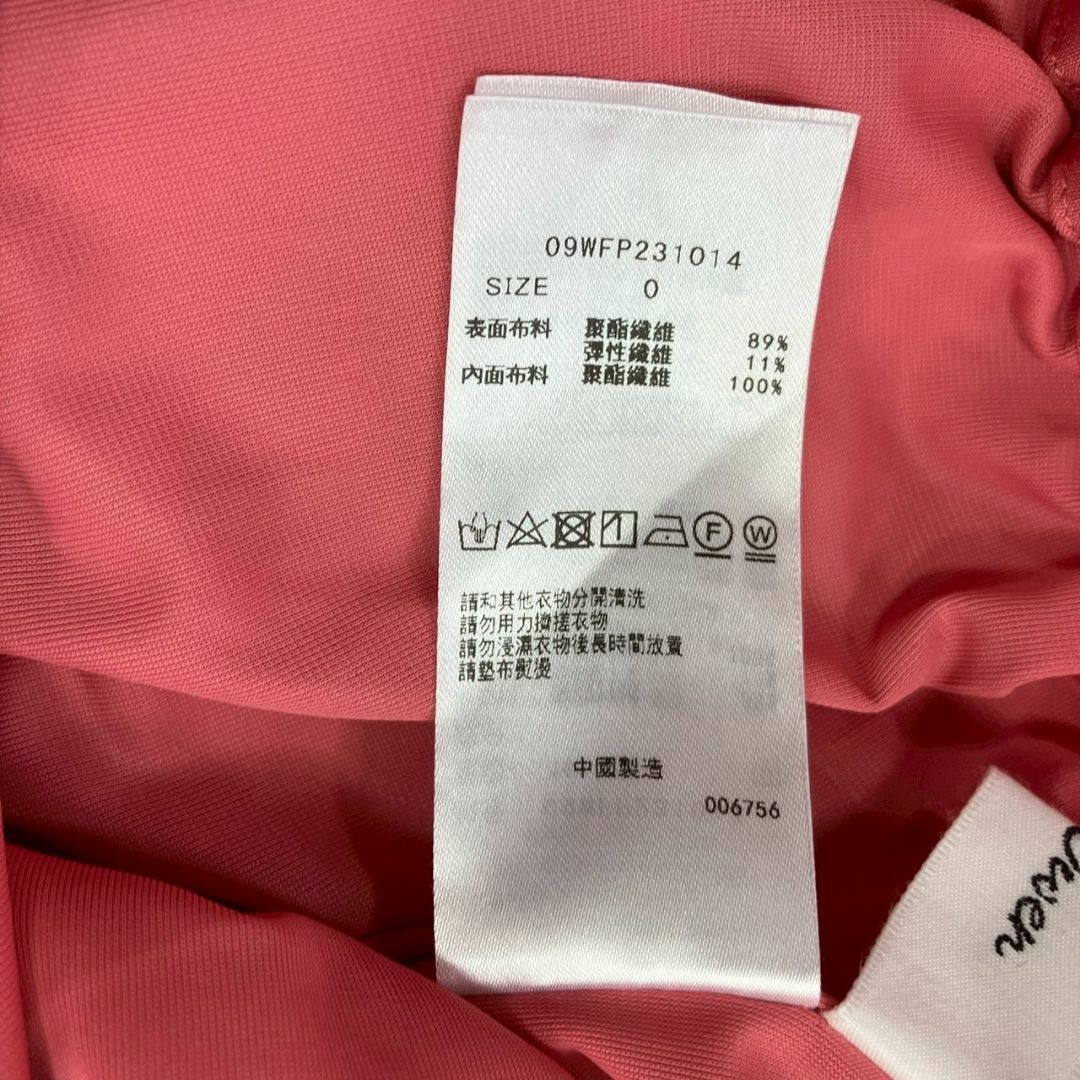 09WFP231014
SIZE 0
表面布料 聚酯纖維 89%
彈性纖維 11%
內面布料 聚酯纖維 100%
F W
請和其他衣物分開清洗
請勿用力擠搓衣物
請勿浸濕衣物後長時間放置
請墊布熨燙
中國製造
006756